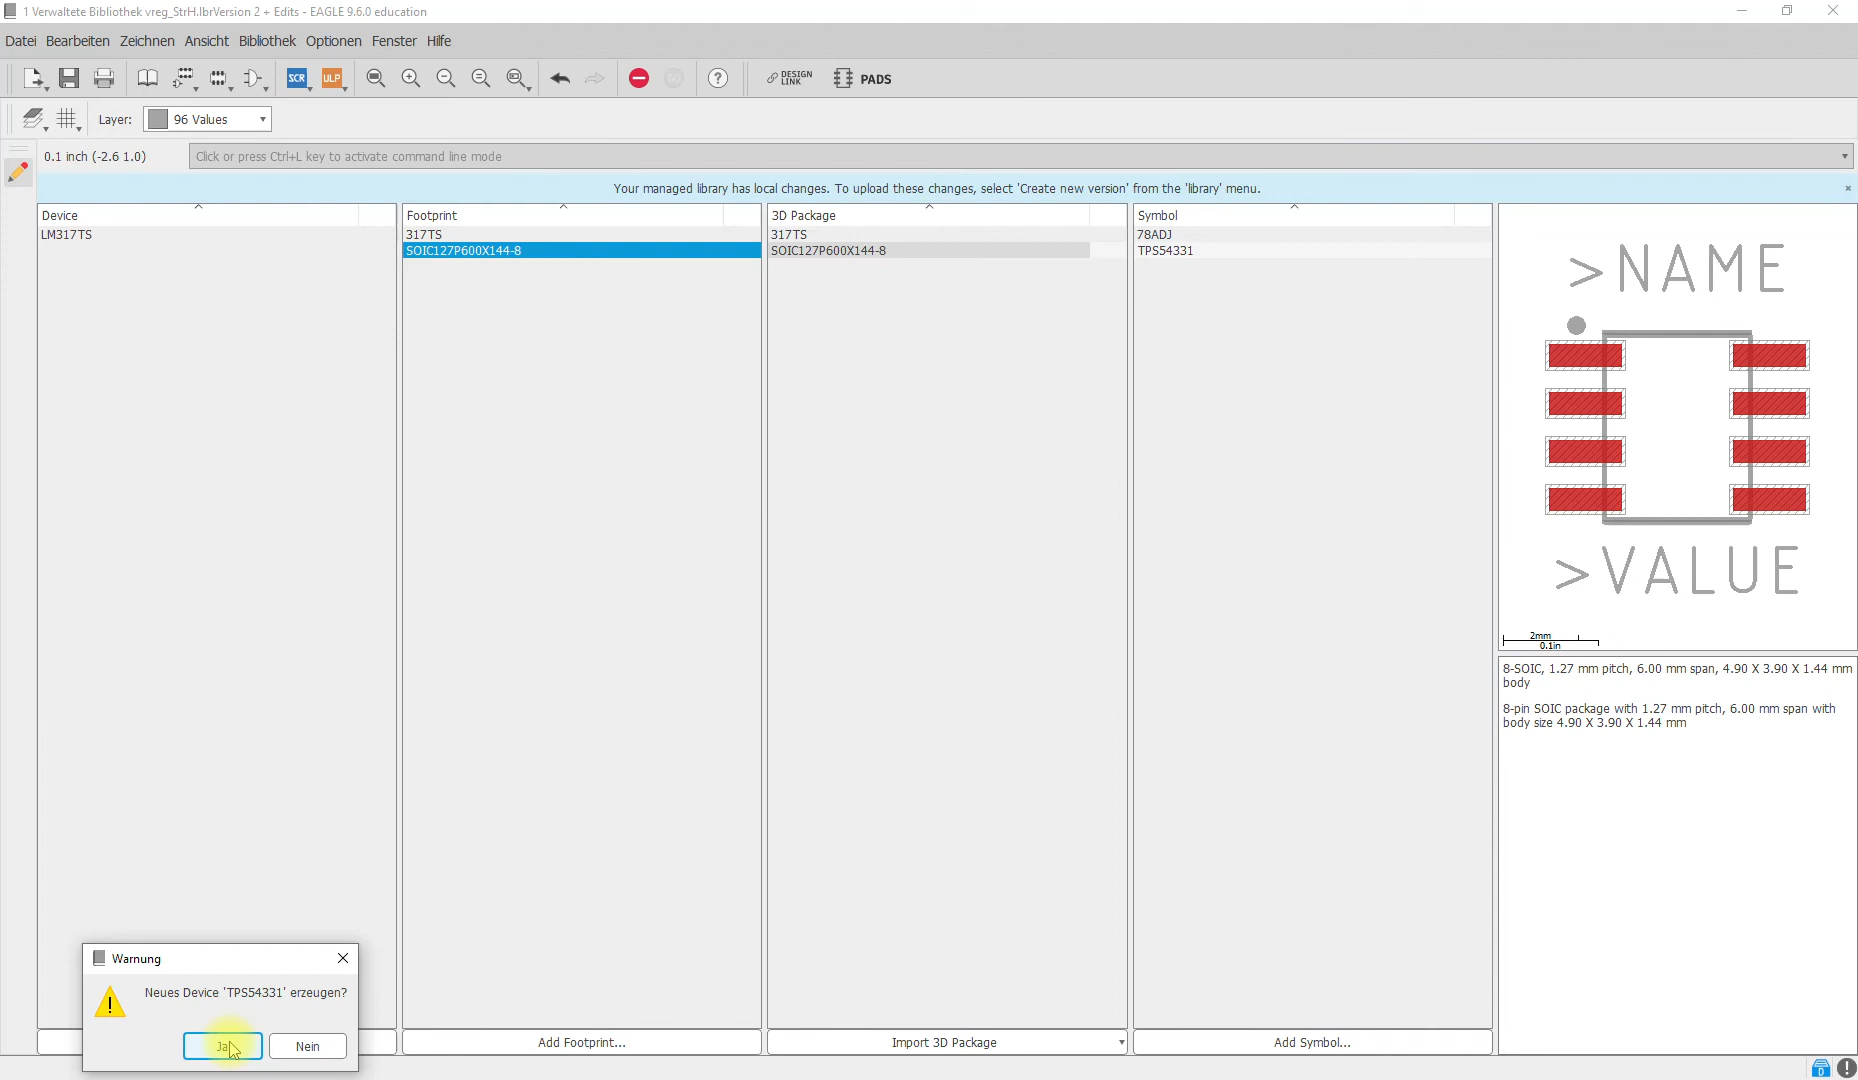 1 Verwaltete Bibliothek vreg_StrH.lbrVersion 2 + Edits - EAGLE 9.6.0 education
Datei Bearbeiten Zeichnen Ansicht Bibliothek Optionen Fenster Hilfe
SCR ULP DESIGN LINK PADS
Layer: 96 Values
0.1 inch (-2.6 1.0) Click or press Ctrl+L key to activate command line mode
Your managed library has local changes. To upload these changes, select 'Create new version' from the 'library' menu.
Device Footprint 3D Package Symbol
LM317TS 317TS 317TS 78ADJ
SOIC127P600X144-8 SOIC127P600X144-8 TPS54331
>NAME
>VALUE
2mm
0.1in
8-SOIC, 1.27 mm pitch, 6.00 mm span, 4.90 X 3.90 X 1.44 mm
body
8-pin SOIC package with 1.27 mm pitch, 6.00 mm span with
body size 4.90 X 3.90 X 1.44 mm
Warnung
Neues Device 'TPS54331' erzeugen?
Ja Nein
Add Footprint... Import 3D Package Add Symbol...